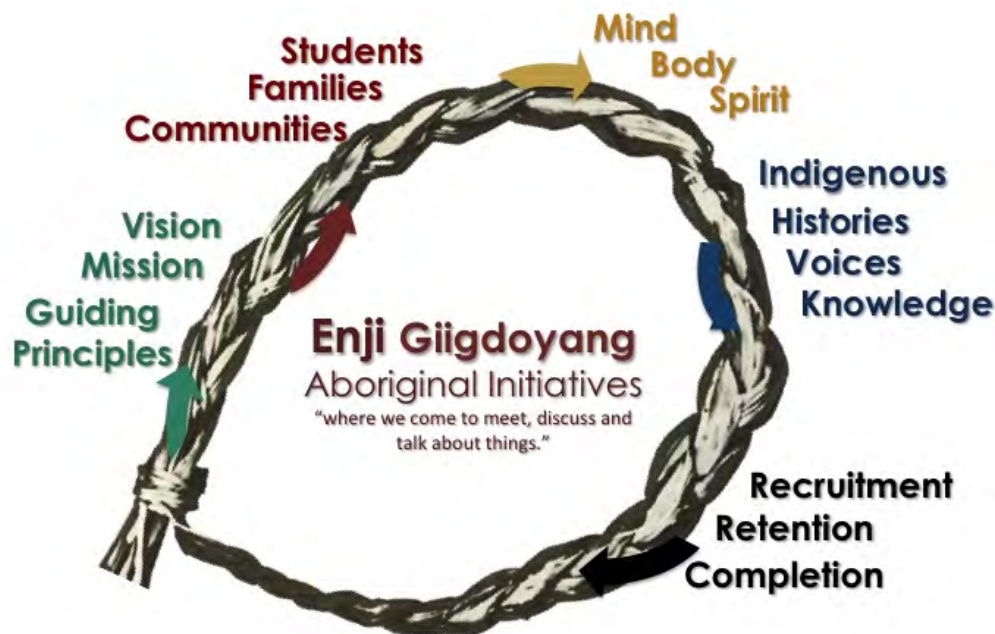 Vision
Mission
Guiding
Principles
Students
Families
Communities
Mind
Body
Spirit
Indigenous
Histories
Voices
Knowledge
Recruitment
Retention
Completion
Enji Giigdoyang
Aboriginal Initiatives
“where we come to meet, discuss and
talk about things.”